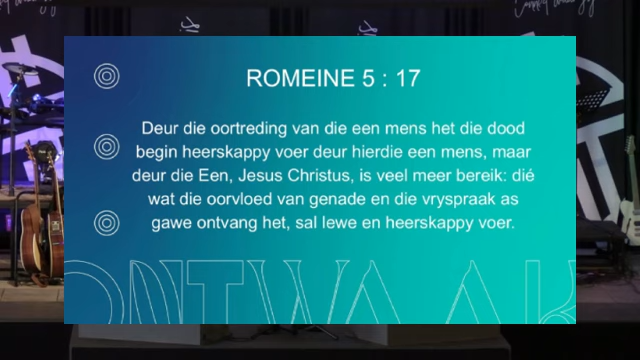 ROMEINE 5 : 17
Deur die oortreding van die een mens het die dood
begin heerskappy voer deur hierdie een mens, maar
deur die Een, Jesus Christus, is veel meer bereik: dié
wat die oorvloed van genade en die vryspraak as
gawe ontvang het, sal lewe en heerskappy voer.
ONTWAAK